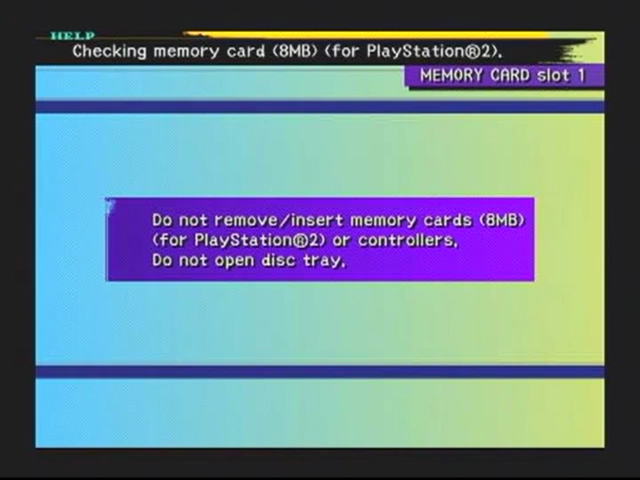 HELP
Checking memory card (8MB) (for PlayStation®2).
MEMORY CARD slot 1
Do not remove/insert memory cards (8MB)
(for PlayStation®2) or controllers.
Do not open disc tray.